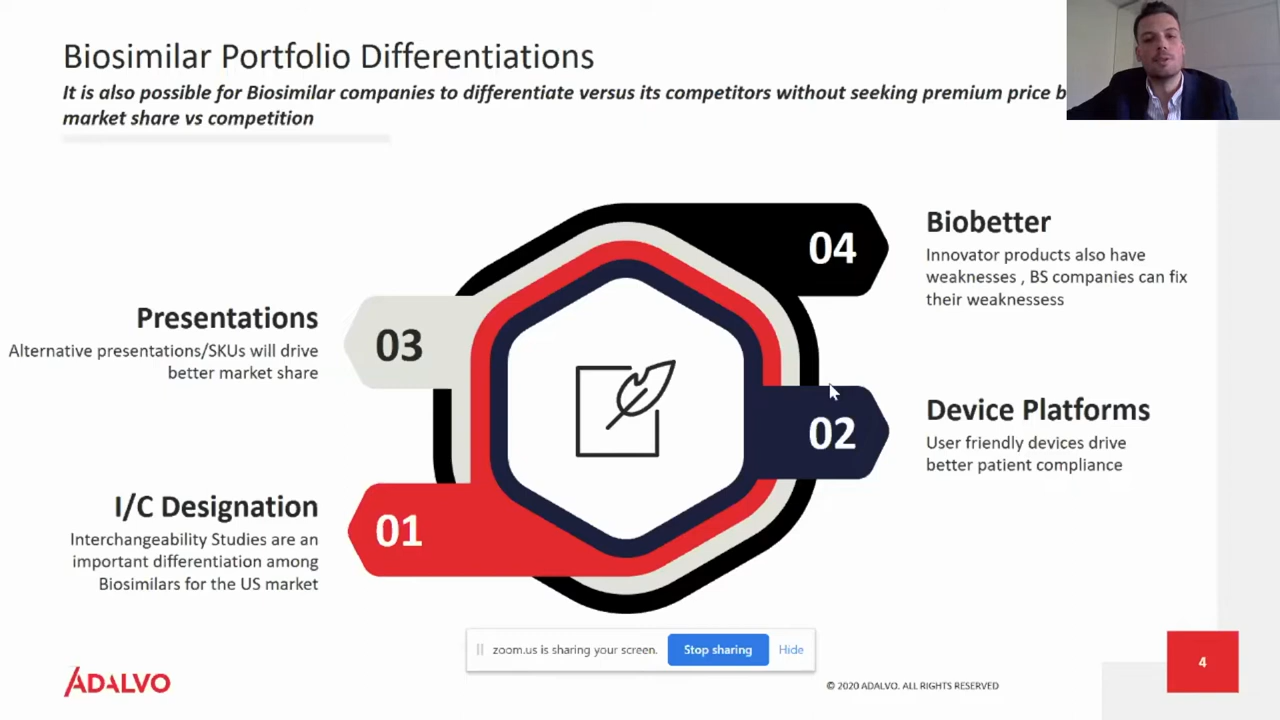 Biosimilar Portfolio Differentiations
It is also possible for Biosimilar companies to differentiate versus its competitors without seeking premium price b
market share vs competition
04
Biobetter
Innovator products also have
weaknesses , BS companies can fix
their weaknessess
Presentations
Alternative presentations/SKUs will drive
better market share
03
02
Device Platforms
User friendly devices drive
better patient compliance
I/C Designation
Interchangeability Studies are an
important differentiation among
Biosimilars for the US market
01
zoom.us is sharing your screen.
Stop sharing
Hide
ADALVO
© 2020 ADALVO. ALL RIGHTS RESERVED
4